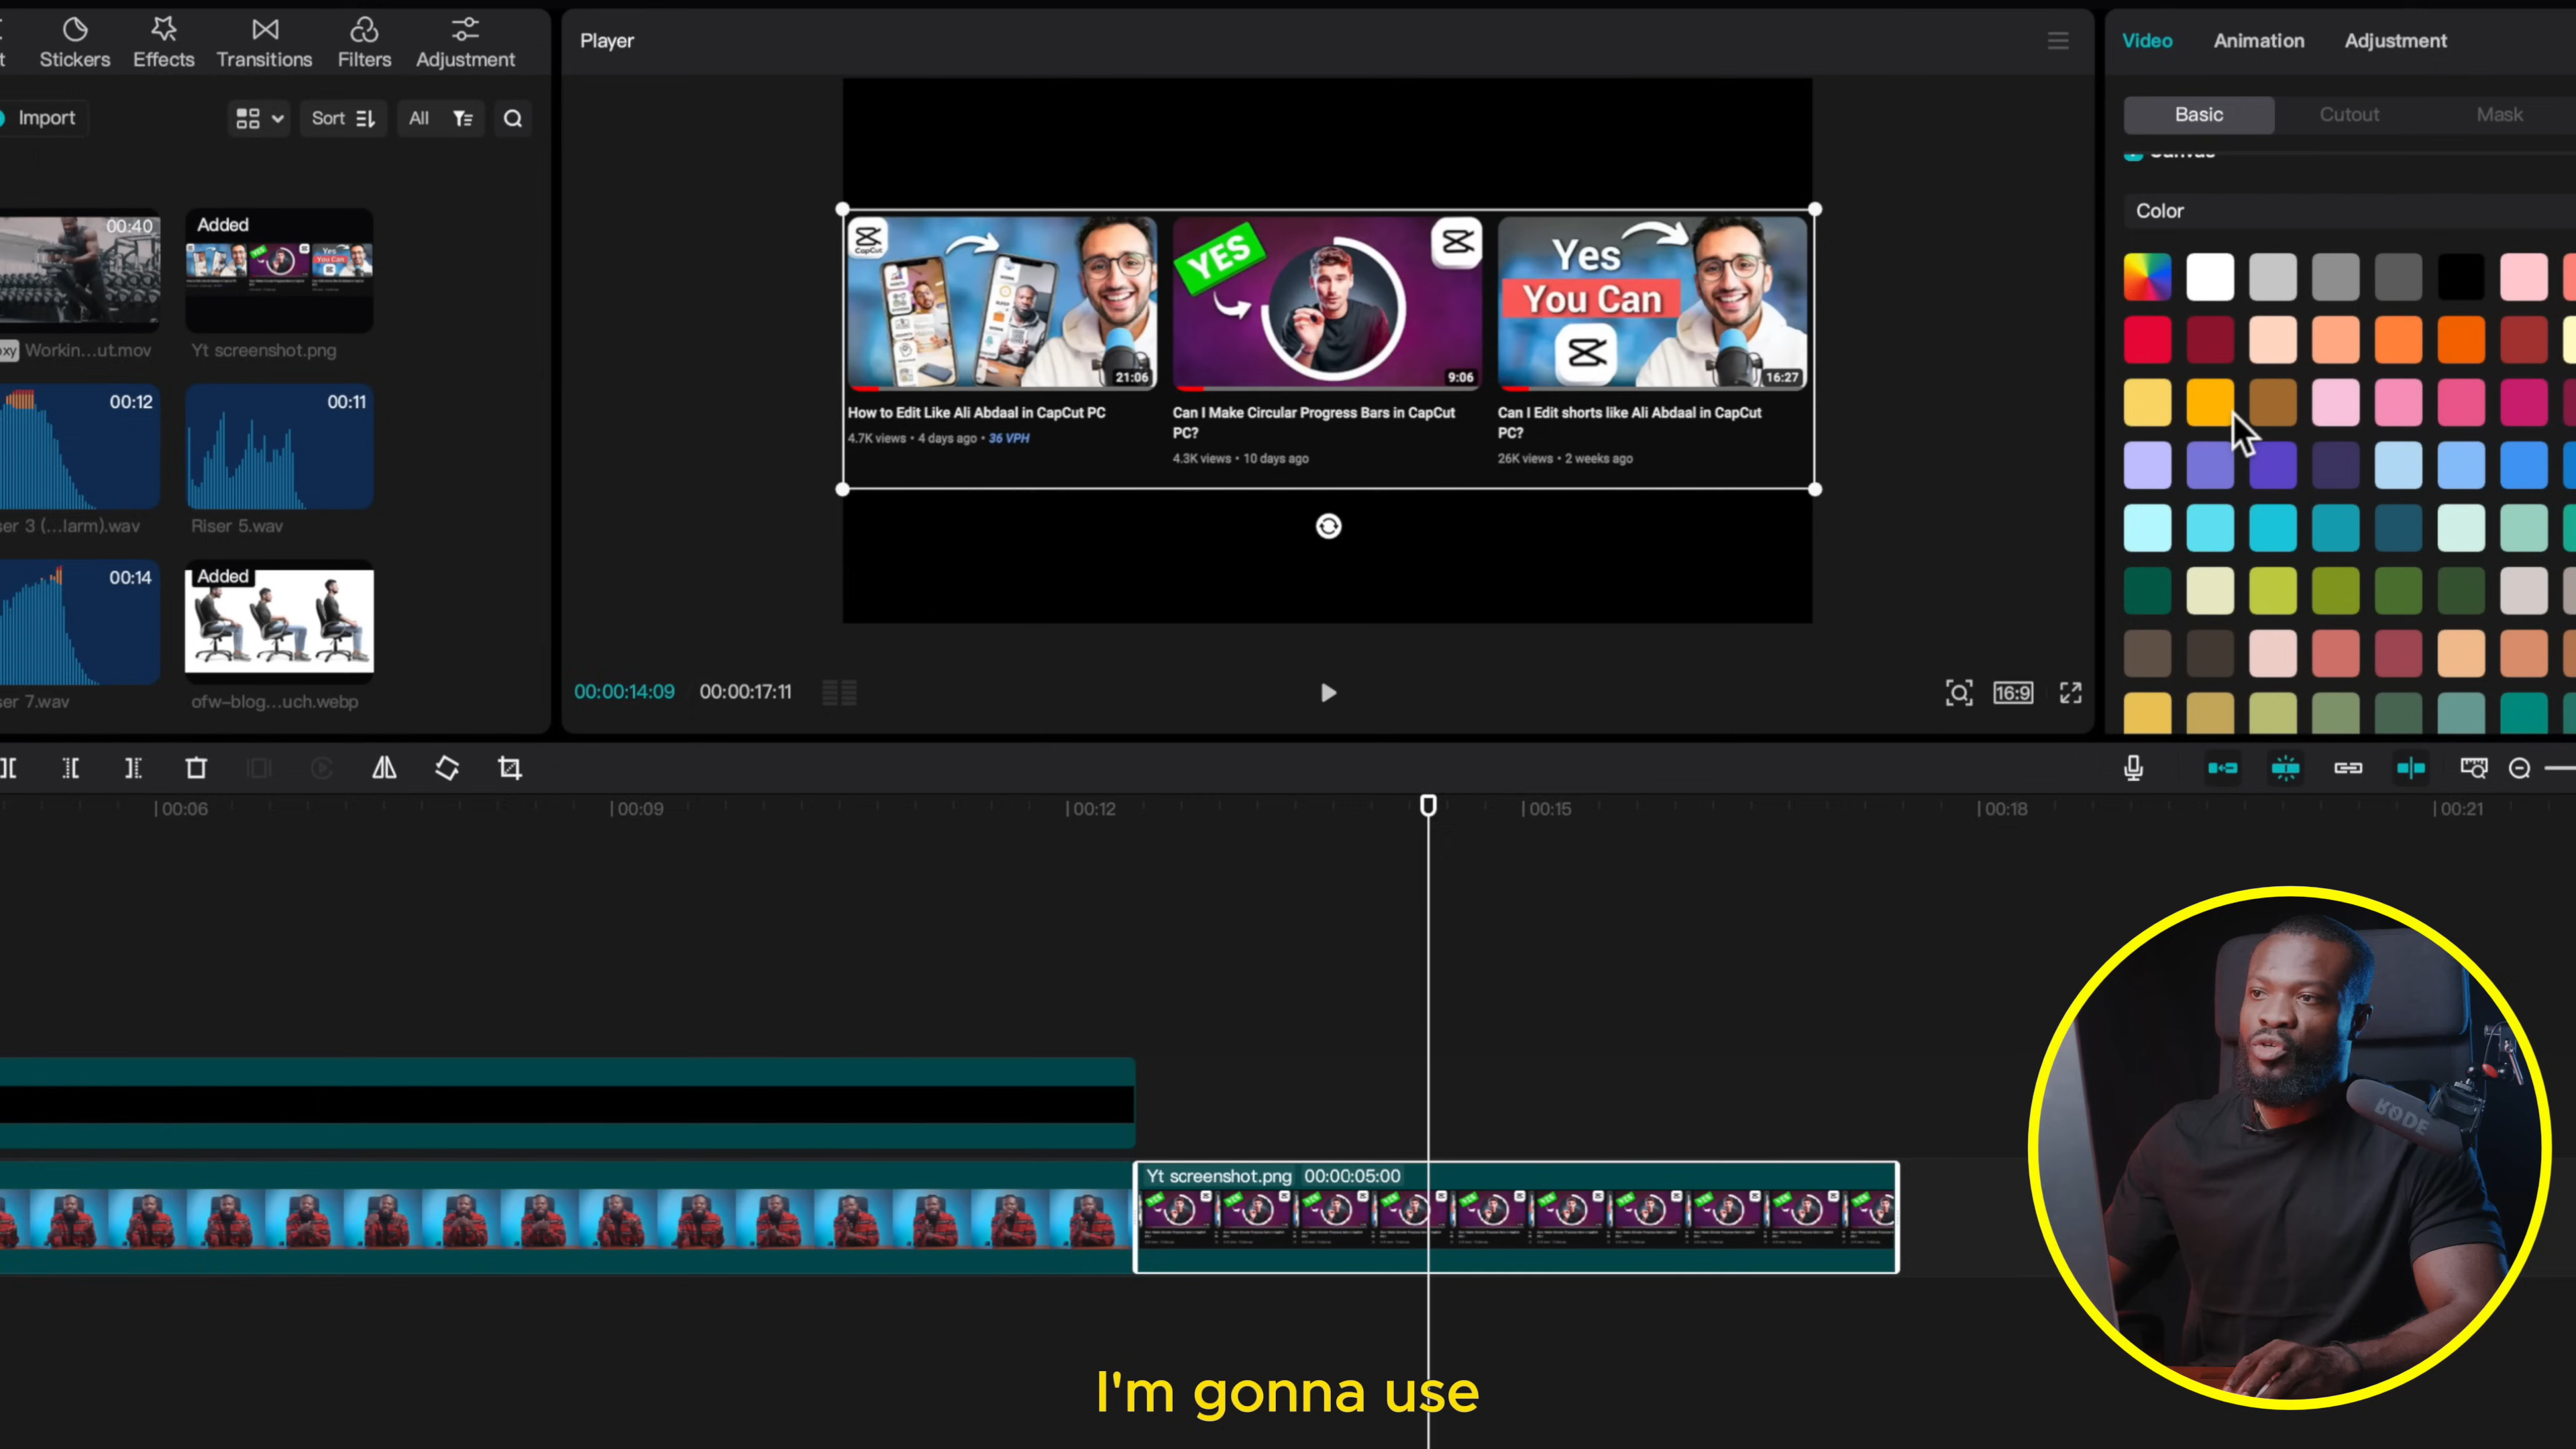 Stickers
Effects
Transitions
Filters
Adjustment
Player
Video
Animation
Adjustment
Import
Sort
All
Basic
Cutout
Mask
Color
00:40
Added
Workin...ut.mov
Yt screenshot.png
00:12
00:11
(...larm).wav
Riser 5.wav
00:14
Added
7.wav
ofw-blog...uch.webp
CapCut
21:06
YES
9:06
Yes
You Can
16:27
How to Edit Like Ali Abdaal in CapCut PC
4.7K views • 4 days ago • 36 VPH
Can I Make Circular Progress Bars in CapCut
PC?
4.3K views • 10 days ago
Can I Edit shorts like Ali Abdaal in CapCut
PC?
26K views • 2 weeks ago
00:00:14:09
00:00:17:11
16:9
00:06
00:09
00:12
00:15
00:18
00:21
Yt screenshot.png 00:00:05:00
RØDE
I'm gonna use